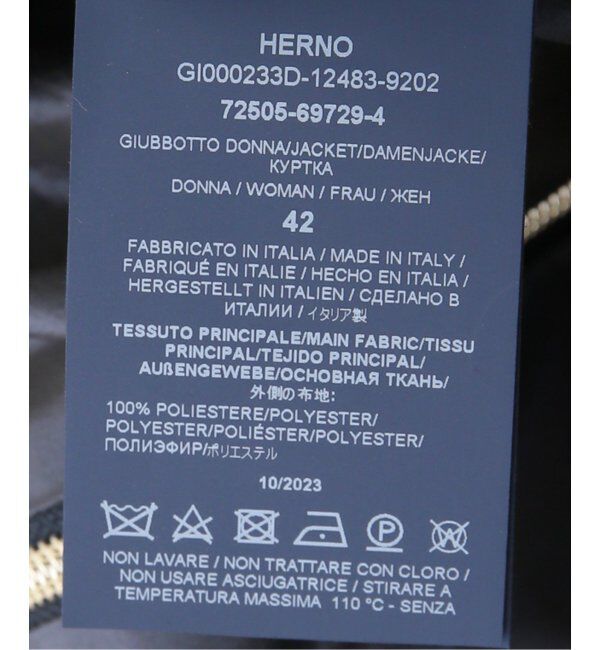 HERNO
GI000233D-12483-9202
72505-69729-4
GIUBBOTTO DONNA/JACKET/DAMENJACKE/
КУРТКА
DONNA / WOMAN / FRAU / ЖЕН
42
FABBRICATO IN ITALIA / MADE IN ITALY /
FABRIQUÉ EN ITALIE / HECHO EN ITALIA /
HERGESTELLT IN ITALIEN / СДЕЛАНО В
ИТАЛИИ / イタリア製
TESSUTO PRINCIPALE/MAIN FABRIC/TISSU
PRINCIPAL/TEJIDO PRINCIPAL/
AUßENGEWEBE/ОСНОВНАЯ ТКАНЬ/
外側の布地:
100% POLIESTERE/POLYESTER/
POLYESTER/POLIÉSTER/POLYESTER/
ПОЛИЭФИР/ポリエステル
10/2023
NON LAVARE / NON TRATTARE CON CLORO /
NON USARE ASCIUGATRICE / STIRARE A
TEMPERATURA MASSIMA 110 °C - SENZA